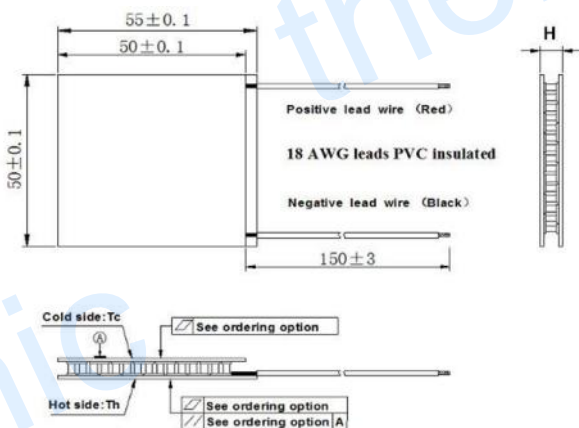 55±0.1
50±0.1
H
50±0.1
Positive lead wire (Red)
18 AWG leads PVC insulated
Negative lead wire (Black)
150±3
Cold side:Tc
See ordering option
A
Hot side:Th
See ordering option
See ordering option A